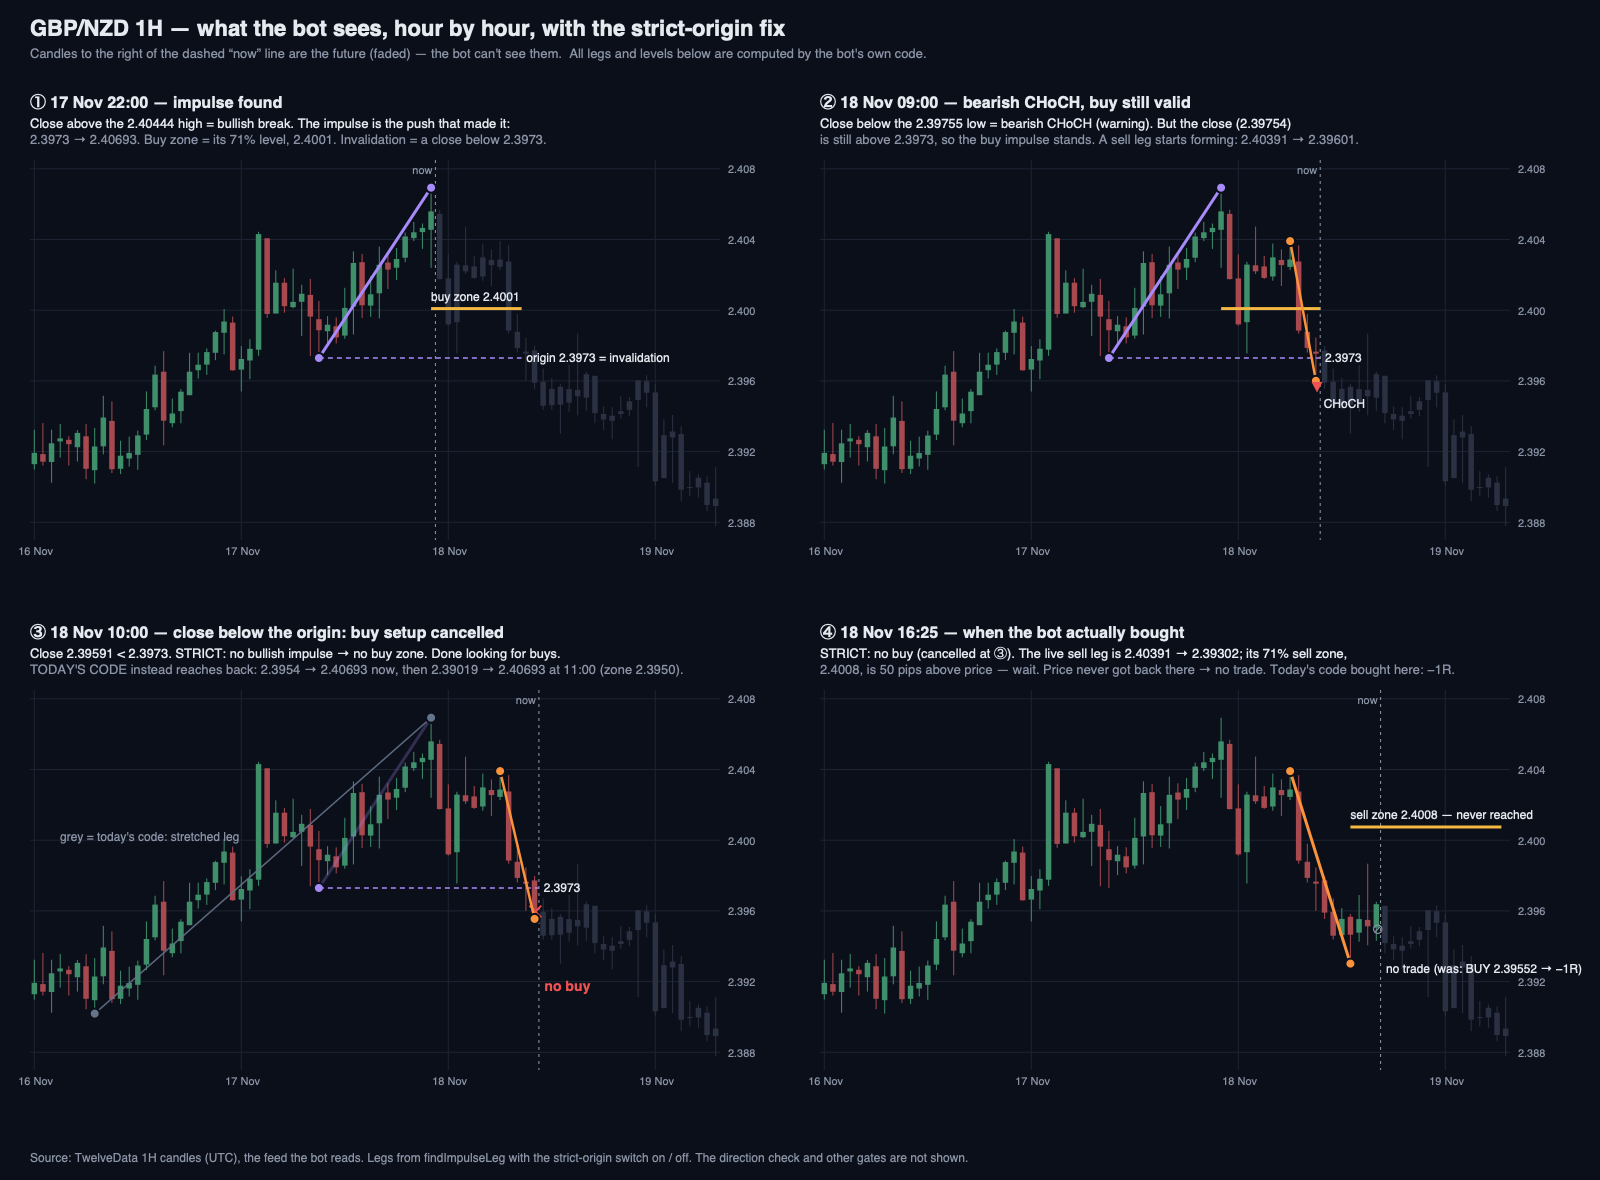 GBP/NZD 1H — what the bot sees, hour by hour, with the strict-origin fix
Candles to the right of the dashed “now” line are the future (faded) — the bot can't see them.  All legs and levels below are computed by the bot's own code.
① 17 Nov 22:00 — impulse found
Close above the 2.40444 high = bullish break. The impulse is the push that made it:
2.3973 → 2.40693. Buy zone = its 71% level, 2.4001. Invalidation = a close below 2.3973.
now
2.408
2.404
buy zone 2.4001
2.400
origin 2.3973 = invalidation
2.396
2.392
2.388
16 Nov
17 Nov
18 Nov
19 Nov
② 18 Nov 09:00 — bearish CHoCH, buy still valid
Close below the 2.39755 low = bearish CHoCH (warning). But the close (2.39754)
is still above 2.3973, so the buy impulse stands. A sell leg starts forming: 2.40391 → 2.39601.
now
2.408
2.404
2.400
2.3973
2.396
CHoCH
2.392
2.388
16 Nov
17 Nov
18 Nov
19 Nov
③ 18 Nov 10:00 — close below the origin: buy setup cancelled
Close 2.39591 < 2.3973. STRICT: no bullish impulse → no buy zone. Done looking for buys.
TODAY'S CODE instead reaches back: 2.3954 → 2.40693 now, then 2.39019 → 2.40693 at 11:00 (zone 2.3950).
now
2.408
2.404
grey = today's code: stretched leg
2.400
2.3973
2.396
no buy
2.392
2.388
16 Nov
17 Nov
18 Nov
19 Nov
④ 18 Nov 16:25 — when the bot actually bought
STRICT: no buy (cancelled at ③). The live sell leg is 2.40391 → 2.39302; its 71% sell zone,
2.4008, is 50 pips above price — wait. Price never got back there → no trade. Today's code bought here: −1R.
now
2.408
2.404
sell zone 2.4008 — never reached
2.400
2.396
no trade (was: BUY 2.39552 → −1R)
2.392
2.388
16 Nov
17 Nov
18 Nov
19 Nov
Source: TwelveData 1H candles (UTC), the feed the bot reads. Legs from findImpulseLeg with the strict-origin switch on / off. The direction check and other gates are not shown.